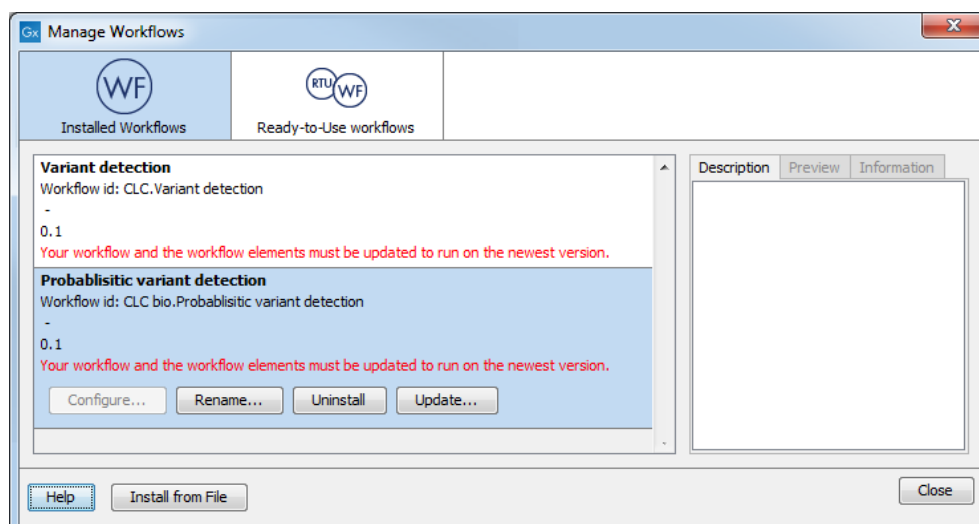 Gx Manage Workflows
WF
RTU WF
Installed Workflows
Ready-to-Use workflows
Variant detection
Workflow id: CLC.Variant detection
-
0.1
Your workflow and the workflow elements must be updated to run on the newest version.
Probablisitic variant detection
Workflow id: CLC bio.Probablisitic variant detection
-
0.1
Your workflow and the workflow elements must be updated to run on the newest version.
Configure...
Rename...
Uninstall
Update...
Description
Preview
Information
Help
Install from File
Close